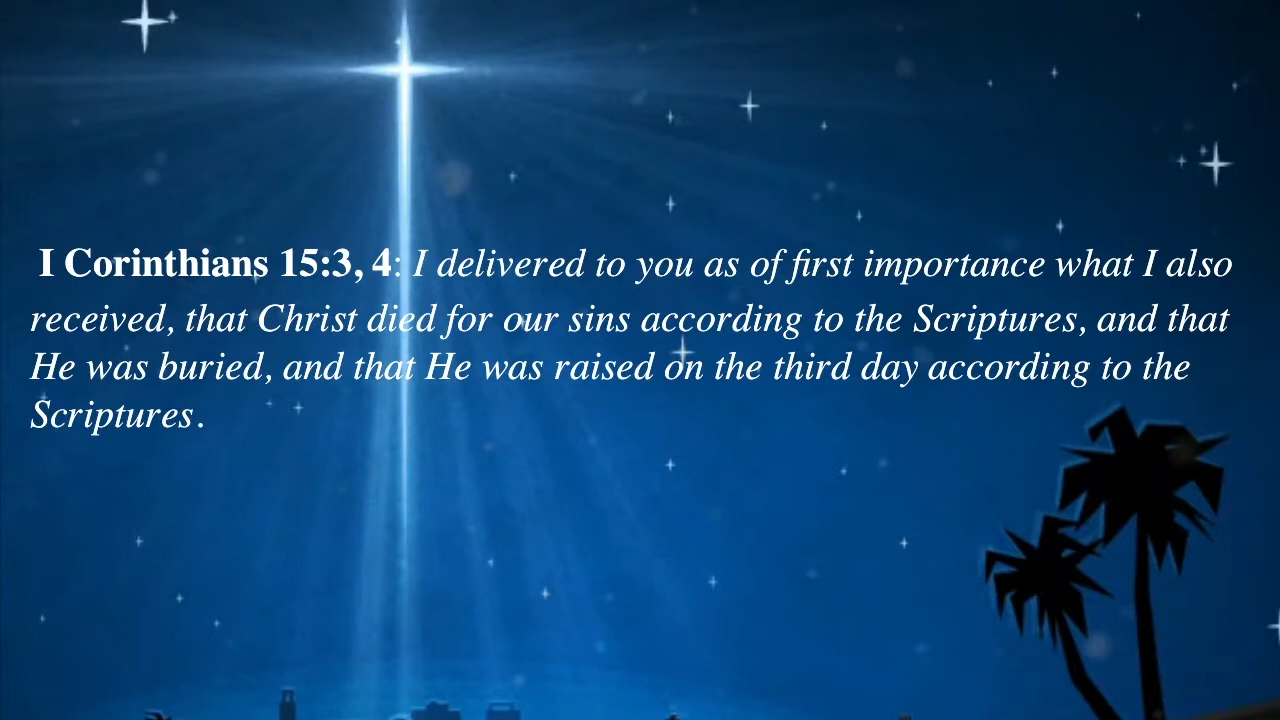 I Corinthians 15:3, 4: I delivered to you as of first importance what I also
received, that Christ died for our sins according to the Scriptures, and that
He was buried, and that He was raised on the third day according to the
Scriptures.